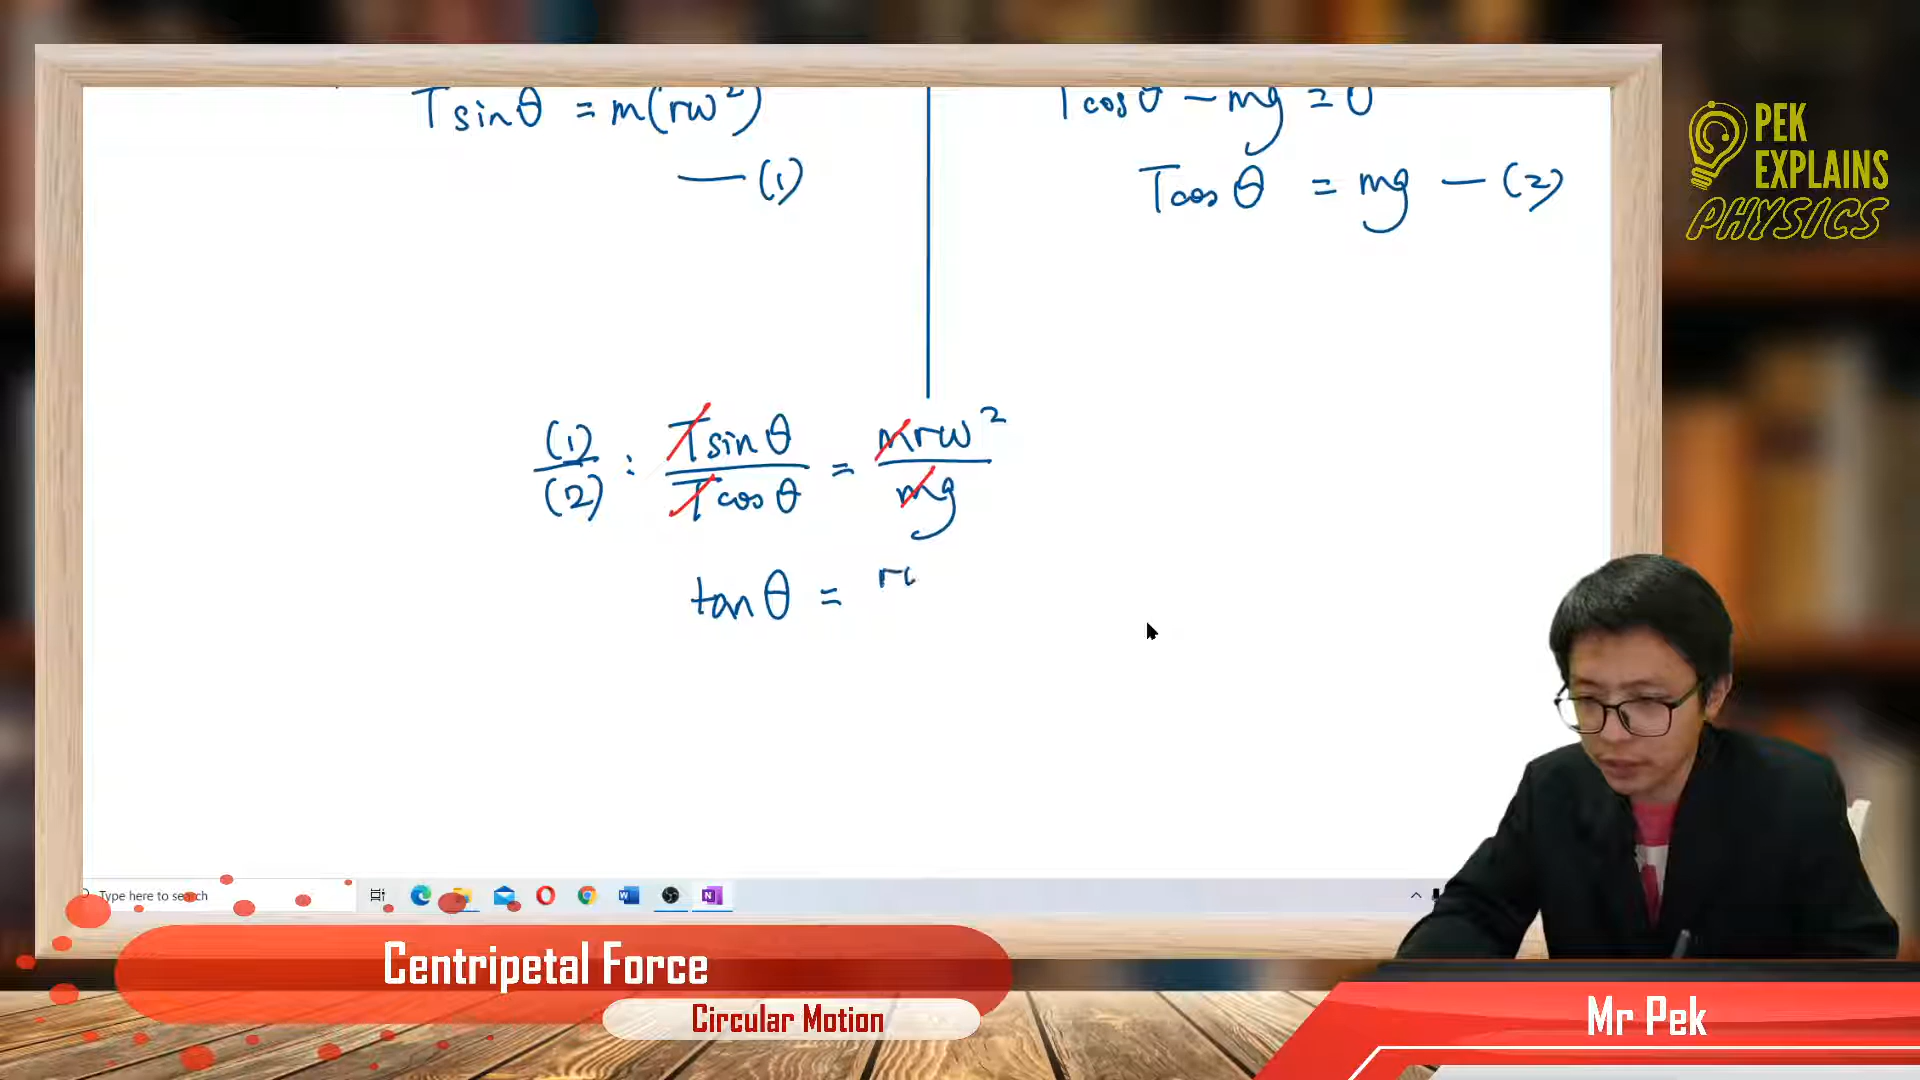 T sin θ = m(rω²)
— (1)
T cos θ - mg = 0
T cos θ = mg — (2)
(1)/(2) : T sin θ / T cos θ = mrω² / mg
tan θ = r
PEK
EXPLAINS
PHYSICS
Type here to search
Centripetal Force
Circular Motion
Mr Pek